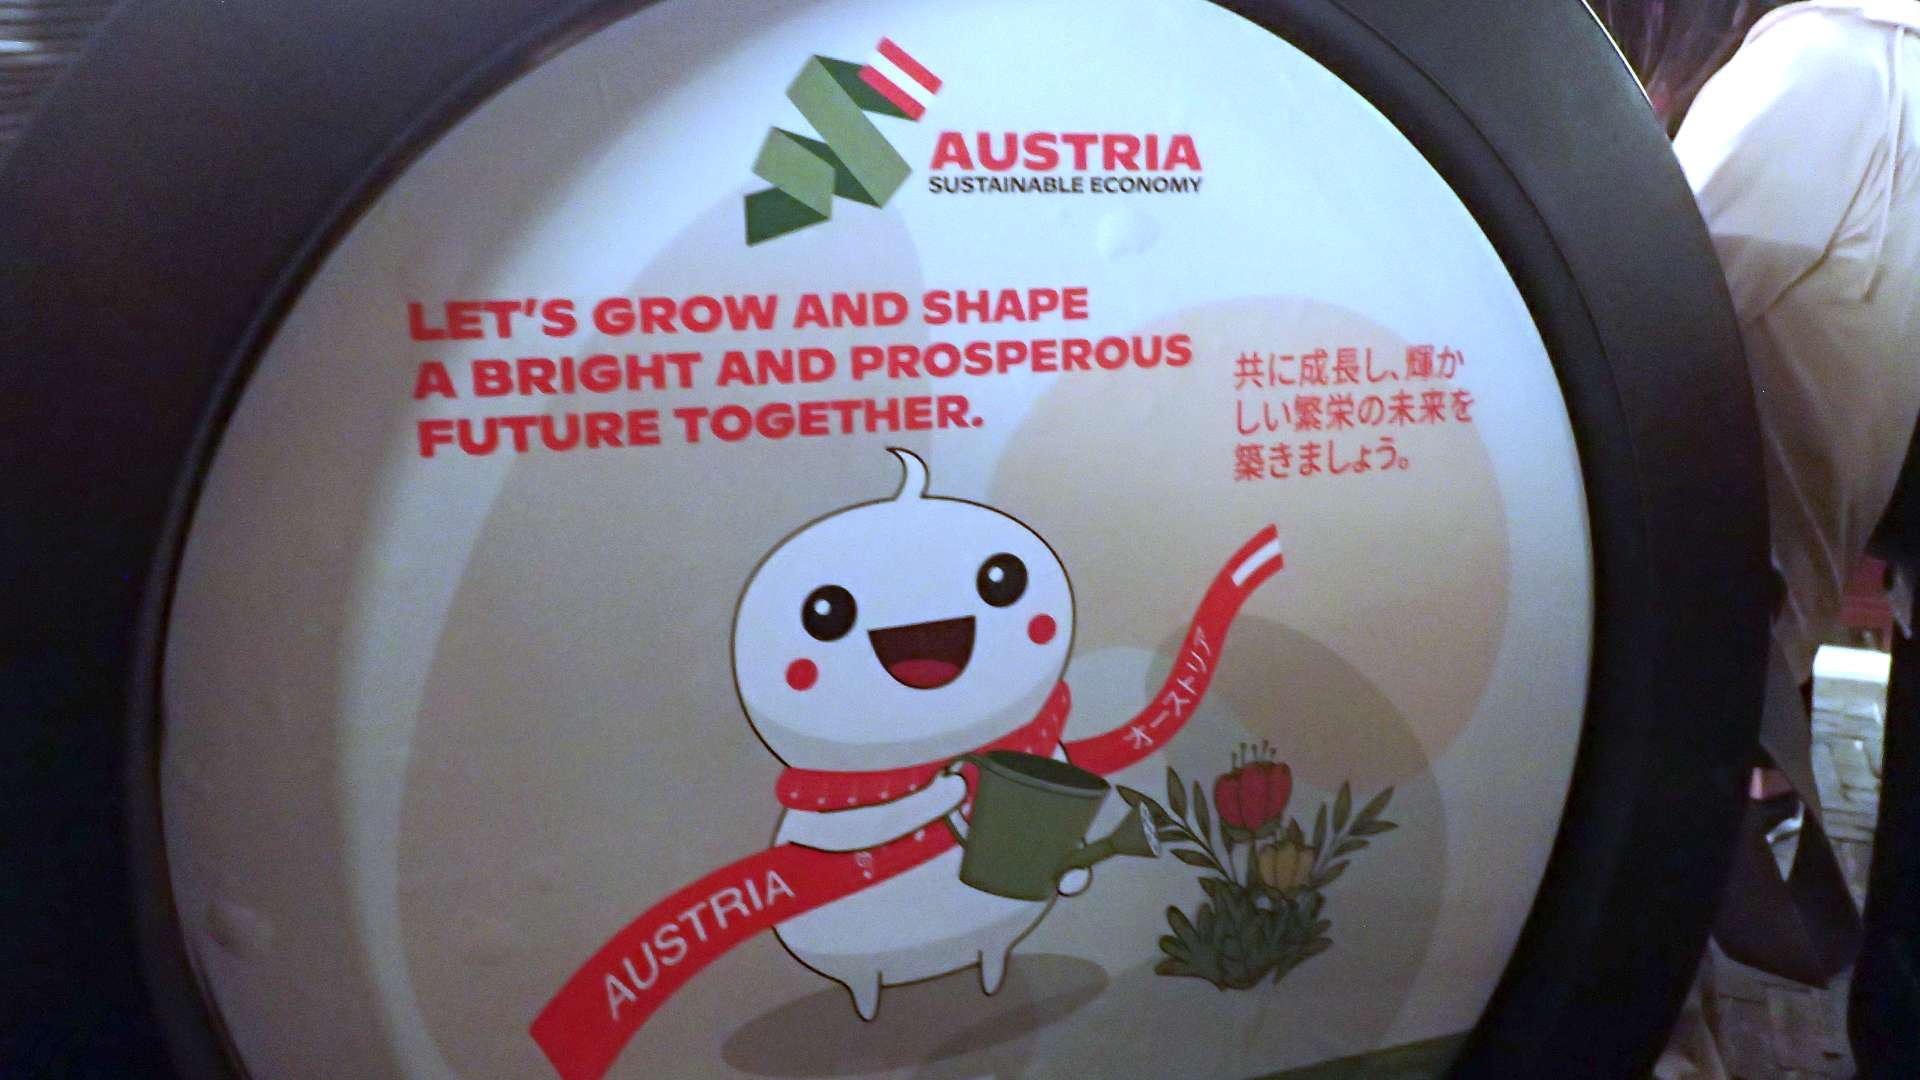 AUSTRIA
SUSTAINABLE ECONOMY
LET'S GROW AND SHAPE
A BRIGHT AND PROSPEROUS
FUTURE TOGETHER.
共に成長し、輝か
しい繁栄の未来を
築きましょう。
オーストリア
AUSTRIA